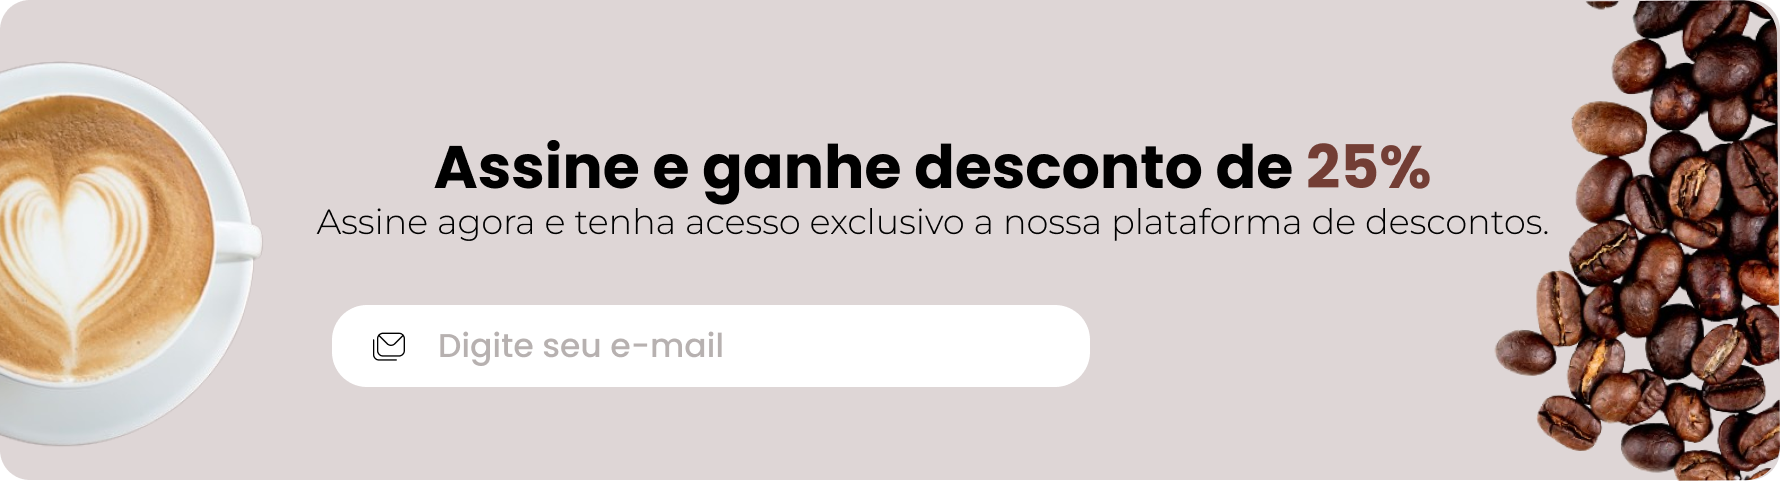 Assine e ganhe desconto de 25%
Assine agora e tenha acesso exclusivo a nossa plataforma de descontos.
Digite seu e-mail